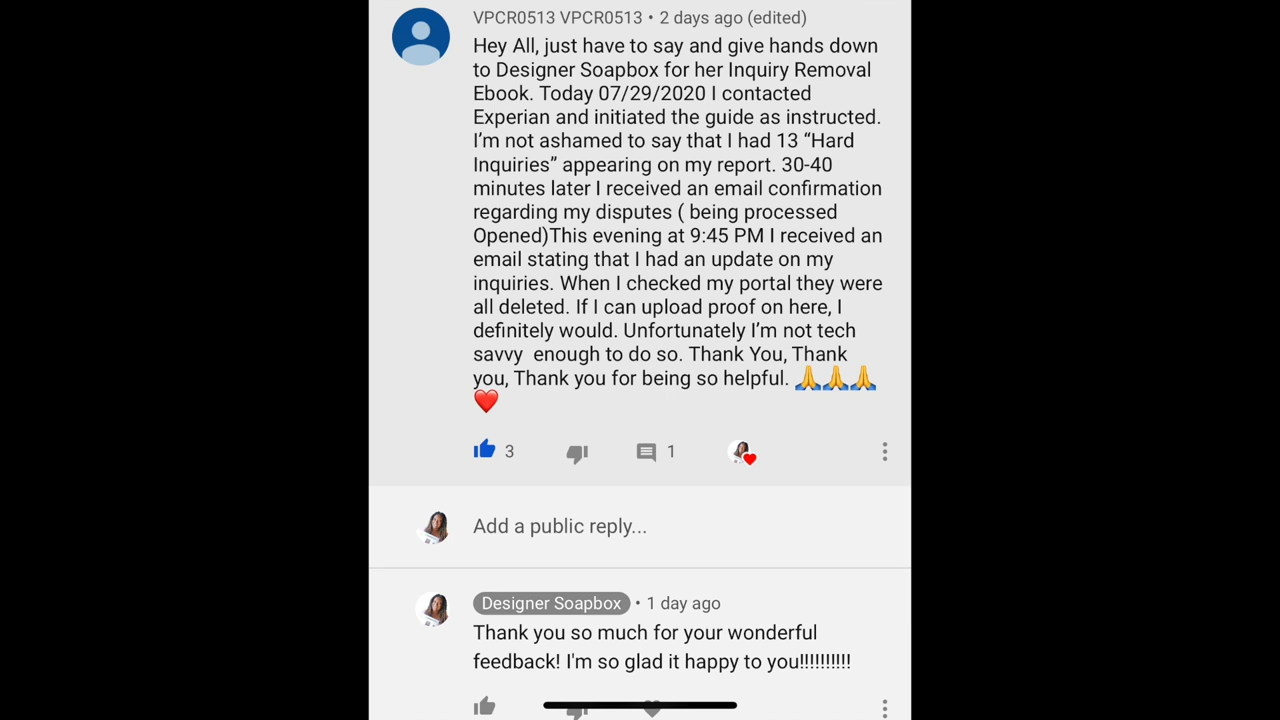 VPCR0513 VPCR0513 • 2 days ago (edited)
Hey All, just have to say and give hands down
to Designer Soapbox for her Inquiry Removal
Ebook. Today 07/29/2020 I contacted
Experian and initiated the guide as instructed.
I’m not ashamed to say that I had 13 “Hard
Inquiries” appearing on my report. 30-40
minutes later I received an email confirmation
regarding my disputes ( being processed
Opened)This evening at 9:45 PM I received an
email stating that I had an update on my
inquiries. When I checked my portal they were
all deleted. If I can upload proof on here, I
definitely would. Unfortunately I’m not tech
savvy  enough to do so. Thank You, Thank
you, Thank you for being so helpful. 🙏🙏🙏
❤️
3 1
Add a public reply...
Designer Soapbox • 1 day ago
Thank you so much for your wonderful
feedback! I'm so glad it happy to you!!!!!!!!!!